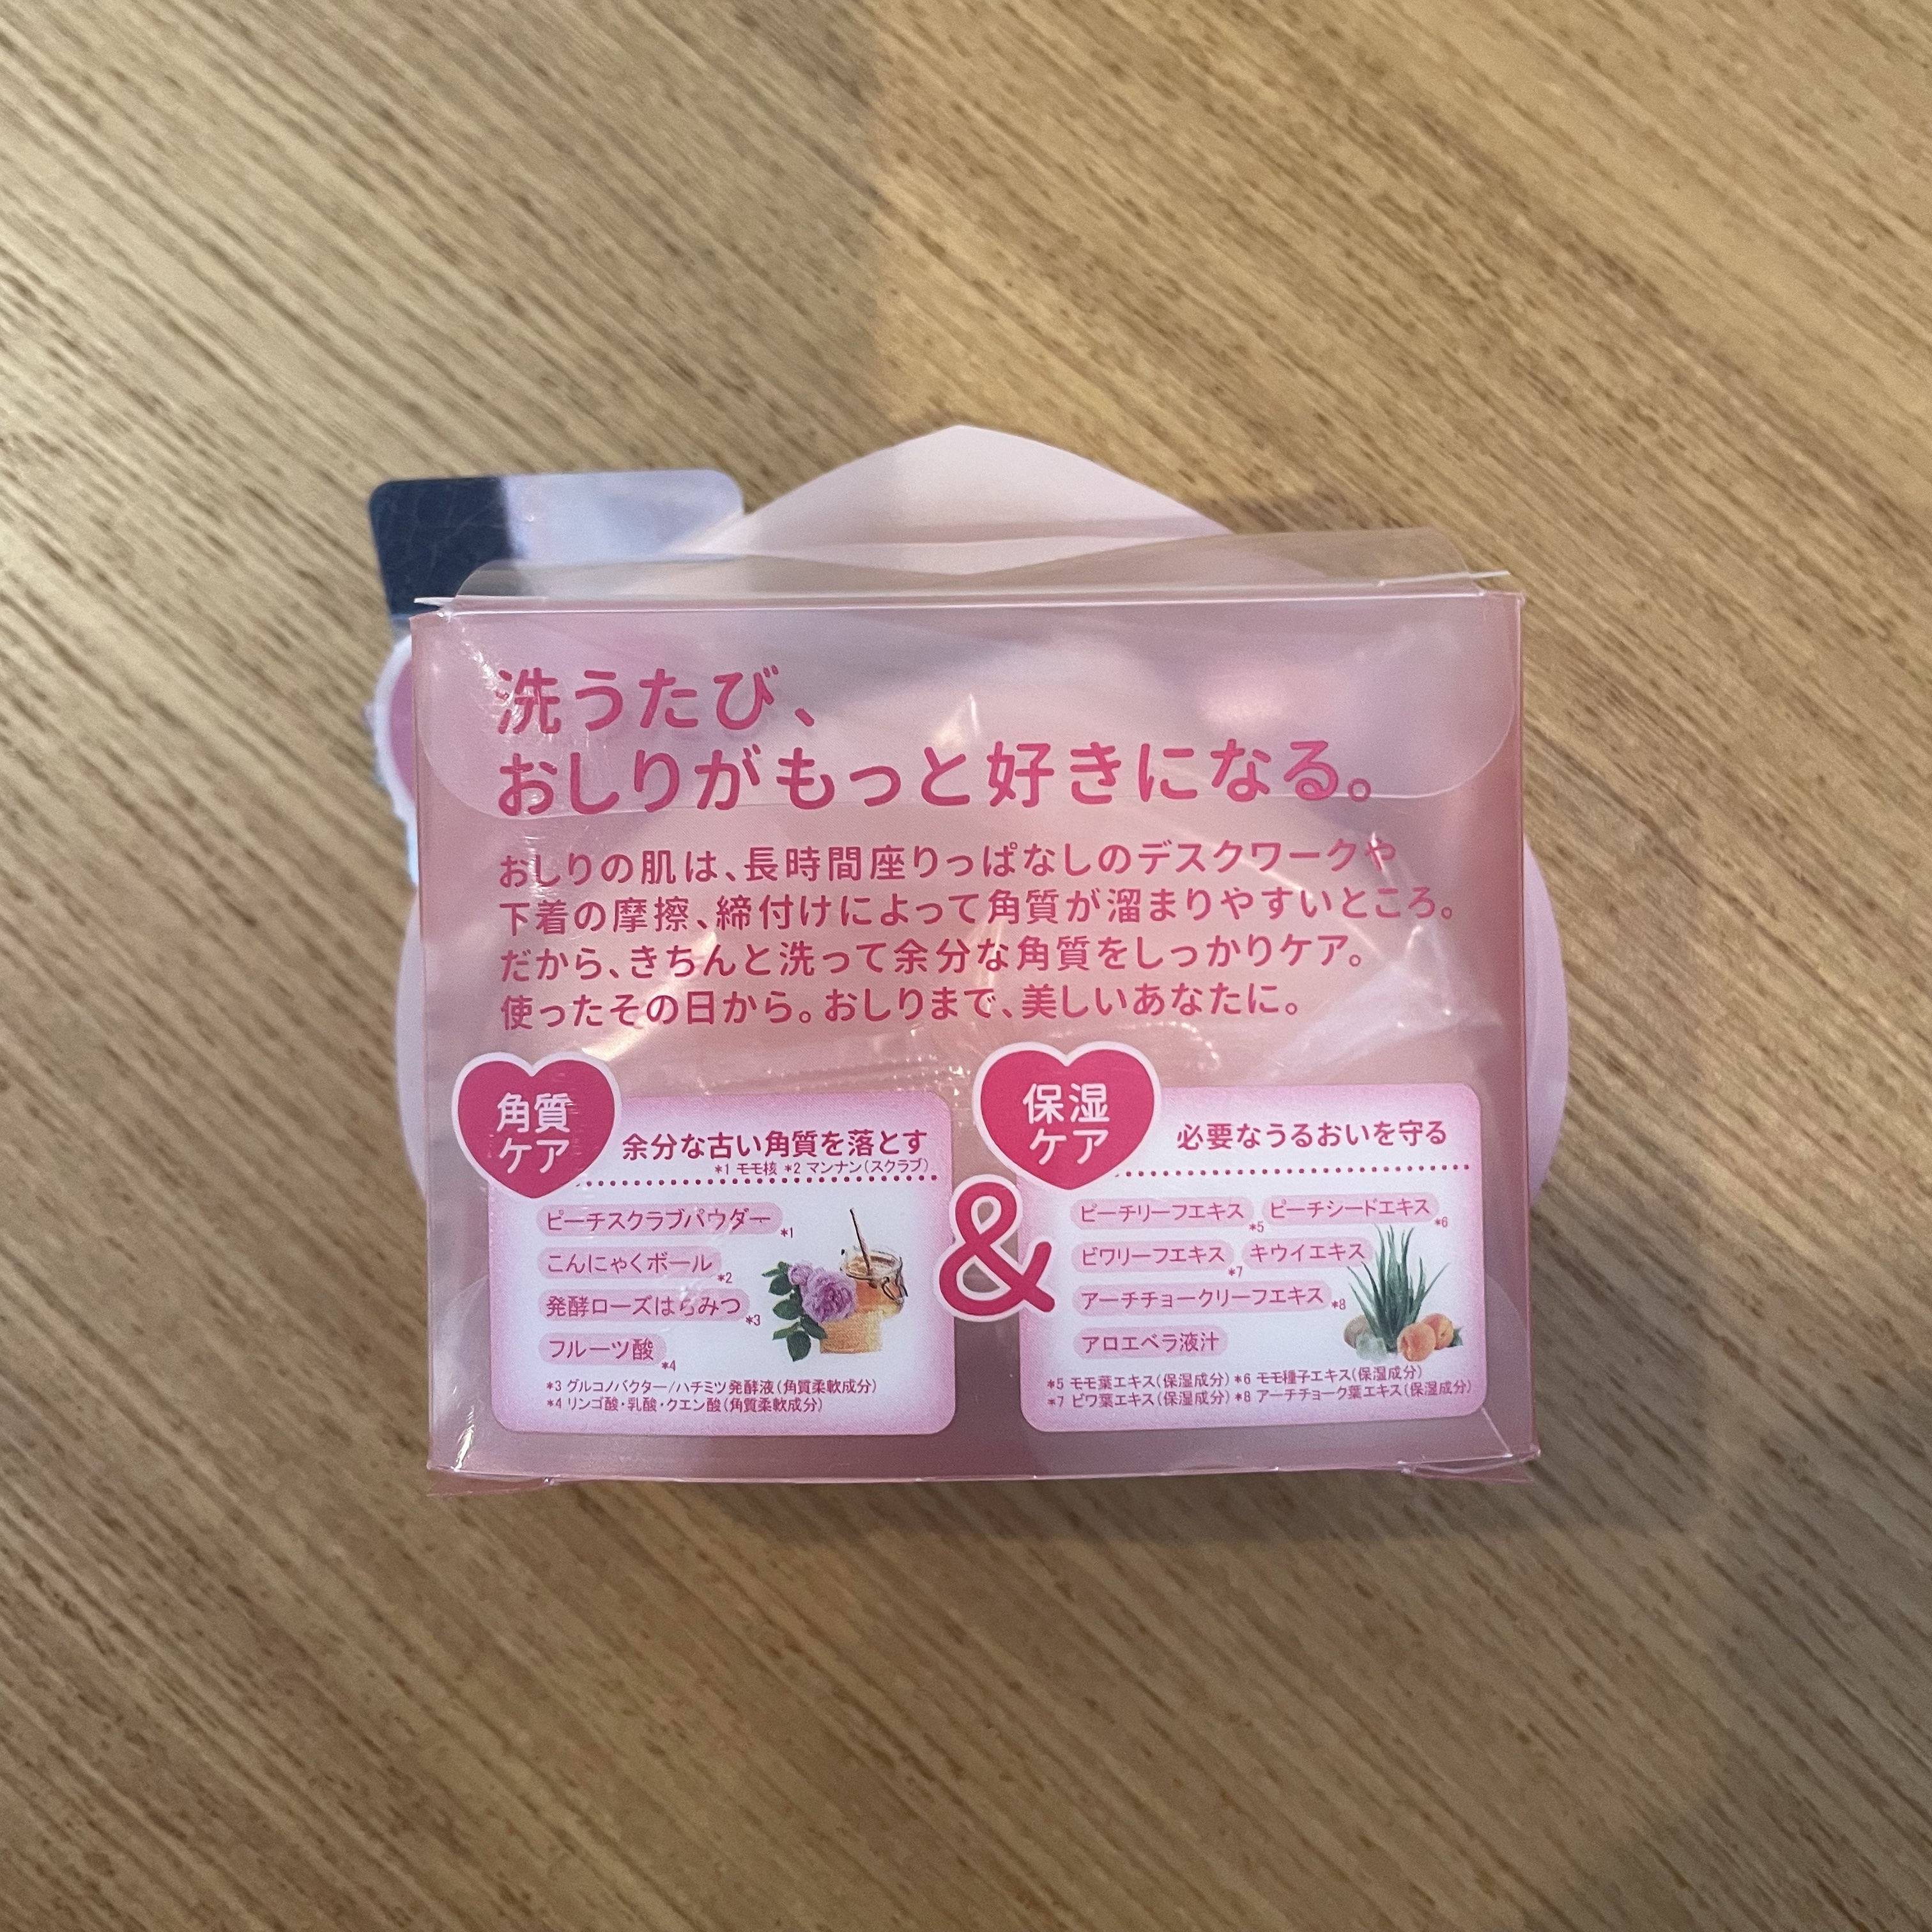 洗うたび、
おしりがもっと好きになる。
おしりの肌は、長時間座りっぱなしのデスクワークや
下着の摩擦、締付けによって角質が溜まりやすいところ。
だから、きちんと洗って余分な角質をしっかりケア。
使ったその日から。おしりまで、美しいあなたに。
角質
ケア
余分な古い角質を落とす
*1 モモ核 *2 マンナン(スクラブ)
ピーチスクラブパウダー*1
こんにゃくボール*2
発酵ローズはちみつ*3
フルーツ酸*4
*3 グルコノバクター/ハチミツ発酵液(角質柔軟成分)
*4 リンゴ酸・乳酸・クエン酸(角質柔軟成分)
&
保湿
ケア
必要なうるおいを守る
ピーチリーフエキス*5 ピーチシードエキス*6
ビワリーフエキス*7 キウイエキス
アーチチョークリーフエキス*8
アロエベラ液汁
*5 モモ葉エキス(保湿成分) *6 モモ種子エキス(保湿成分)
*7 ビワ葉エキス(保湿成分) *8 アーチチョーク葉エキス(保湿成分)